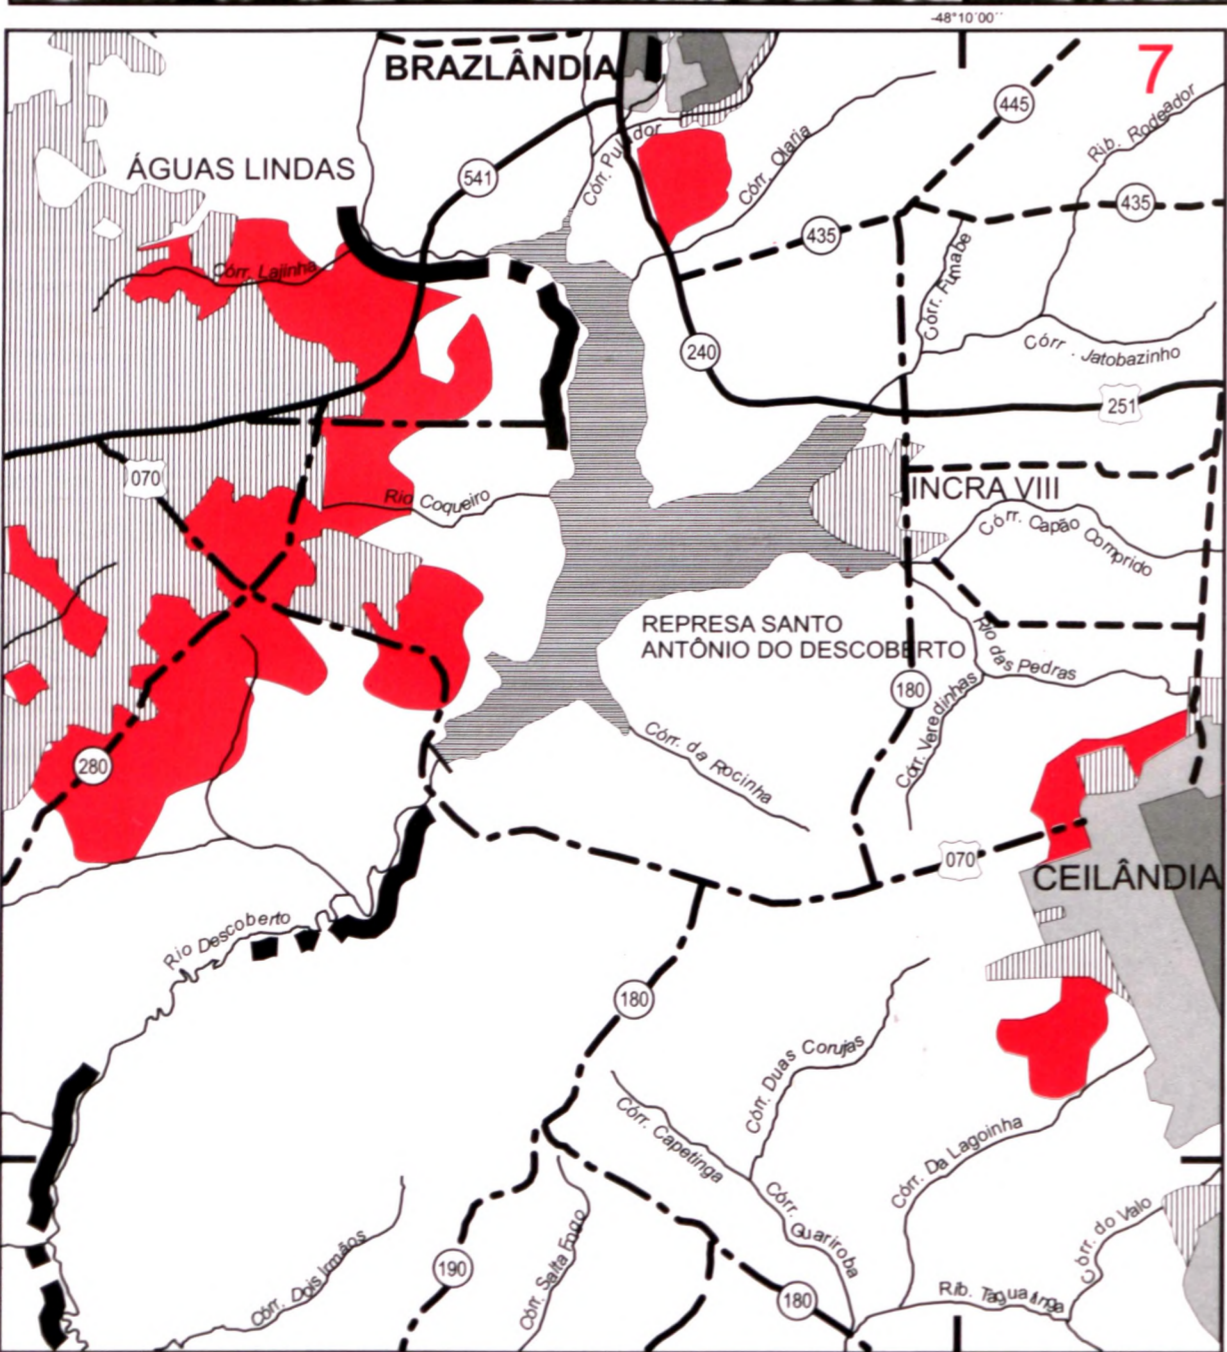 -48°10'00''
7
BRAZLÂNDIA
445
Rib. Rodeador
Córr. Pulador
Córr. Olaria
ÁGUAS LINDAS
541
435
435
Córr. Lajinha
Córr. Fumabe
240
Córr. Jatobazinho
251
070
INCRA VIII
Rio Coqueiro
Córr. Capão Comprido
REPRESA SANTO
ANTÔNIO DO DESCOBERTO
Rio das Pedras
180
Córr. Veredinhas
280
Córr. da Rocinha
070
CEILÂNDIA
Rio Descoberto
180
Córr. Duas Corujas
Córr. Capetinga
Córr. Da Lagoinha
Córr. Guariroba
Córr. do Valo
Córr. Salta Fogo
Córr. Dois Irmãos
190
180
Rib. Taguatinga